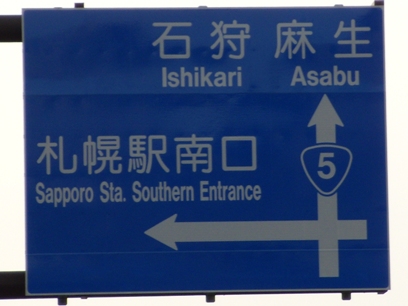 石狩 麻生
Ishikari Asabu
札幌駅南口
Sapporo Sta. Southern Entrance
5